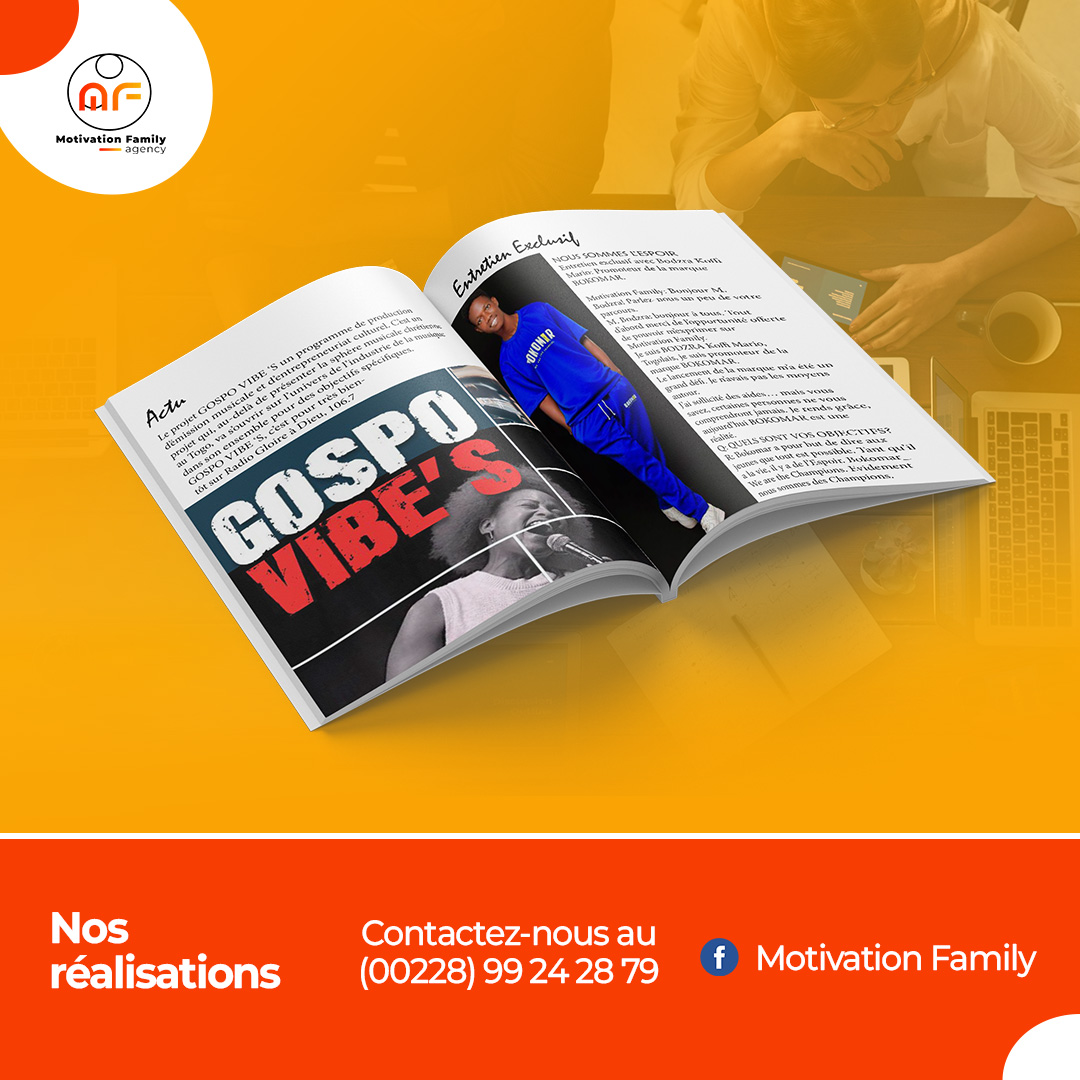 MF
Motivation Family
agency
Actu
Le projet GOSPO VIBE 'S un programme de production
démission musicale et d'entrepreneuriat culturel. C'est un
projet qui, au-delà de présenter la sphère musicale chrétienne
au Togo, va s'ouvrir sur l'univers de l'industrie de la musique
dans son ensemble pour des objectifs spécifiques.
GOSPO VIBE 'S, c'est pour très bien-
tôt sur Radio Gloire à Dieu. 106.7
GOSPO
VIBE'S
Entretien Exclusif
BOKOMAR
NOUS SOMMES L'ESPOIR
Entretien exclusif avec Bodzra Koffi
Mario: Promoteur de la marque
BOKOMAR.
Motivation Family: Bonjour M.
Bodzra! Parlez- nous un peu de votre
parcours.
M. Bodzra: bonjour à tous. Tout
d'abord merci de l'opportunité offerte
de pouvoir m'exprimer sur
Motivation Family.
Je suis BODZRA Koffi Mario,
Togolais, je suis promoteur de la
marque BOKOMAR.
Le lancement de la marque m'a été un
grand défi. Je n'avais pas les moyens
autour.
J'ai sollicité des aides… mais vous
savez, certaines personnes ne vous
comprendront jamais. Je rends grâce,
aujourd'hui BOKOMAR est une
réalité.
Q: QUELS SONT VOS OBJECTIFS?
R: Bokomar a pour but de dire aux
jeunes que tout est possible. Tant qu'il
a la vie, il y a de l'Espoir. Bokomar_
We are the Champions. Evidement
nous sommes des Champions.
Nos
réalisations
Contactez-nous au
(00228) 99 24 28 79
f Motivation Family